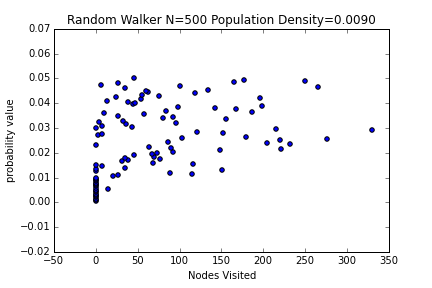 Random Walker N=500 Population Density=0.0090
0.07
0.06
0.05
0.04
0.03
0.02
0.01
0.00
−0.01
−0.02
probability value
−50 0 50 100 150 200 250 300 350
Nodes Visited